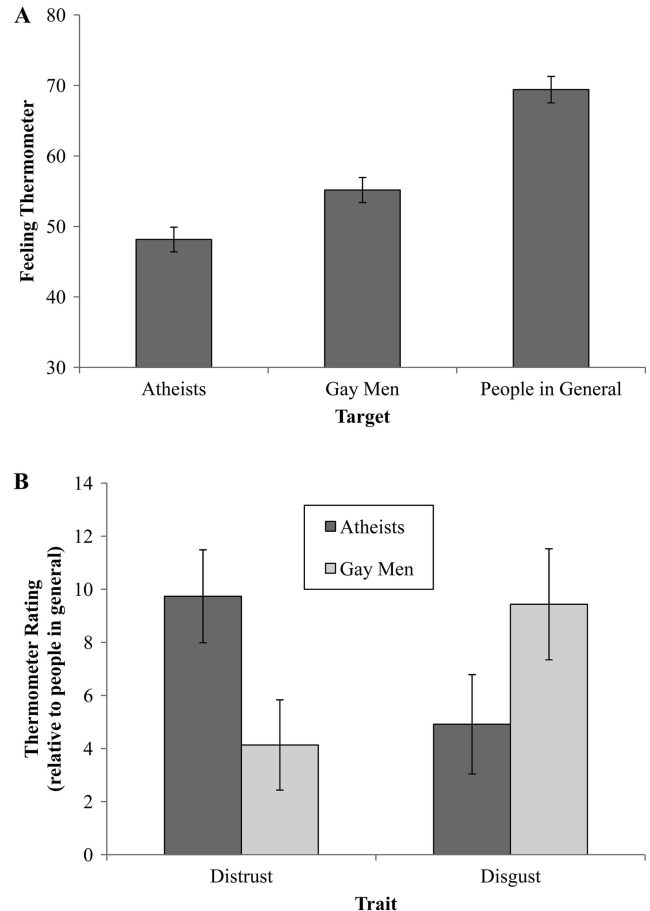 A
80
70
60
50
40
30
Feeling Thermometer
Atheists
Gay Men
People in General
Target
B
14
12
10
8
6
4
2
0
Thermometer Rating
(relative to people in general)
Atheists
Gay Men
Distrust
Disgust
Trait